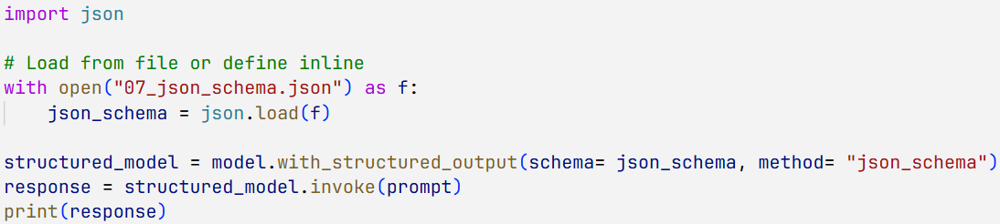 import json
# Load from file or define inline
with open("07_json_schema.json") as f:
    json_schema = json.load(f)
structured_model = model.with_structured_output(schema= json_schema, method= "json_schema")
response = structured_model.invoke(prompt)
print(response)